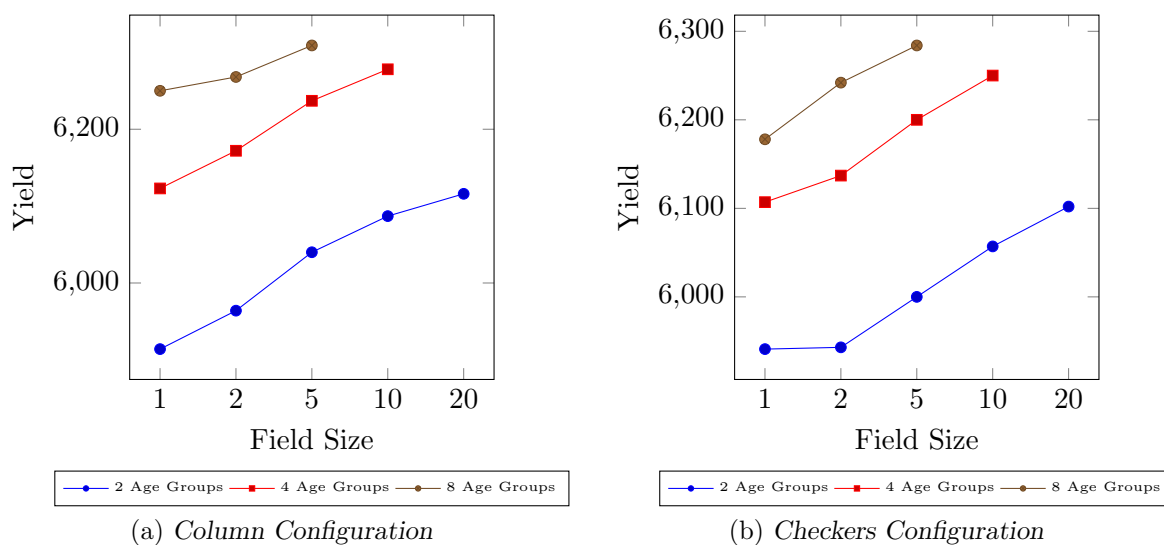 6,200
6,000
Yield
1 2 5 10 20
Field Size
2 Age Groups 4 Age Groups 8 Age Groups
(a) Column Configuration
6,300
6,200
6,100
6,000
Yield
1 2 5 10 20
Field Size
2 Age Groups 4 Age Groups 8 Age Groups
(b) Checkers Configuration